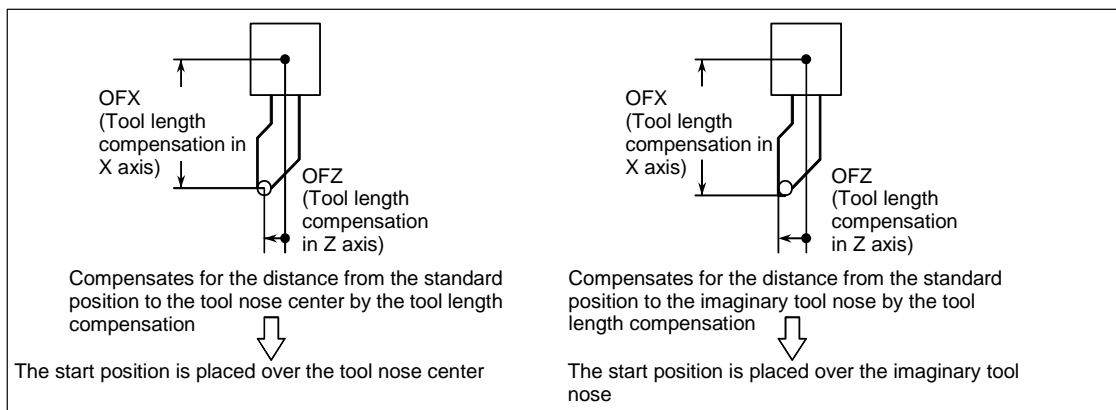 OFX
(Tool length
compensation in
X axis)
OFZ
(Tool length
compensation
in Z axis)
Compensates for the distance from the standard
position to the tool nose center by the tool length
compensation
The start position is placed over the tool nose center
OFX
(Tool length
compensation in
X axis)
OFZ
(Tool length
compensation
in Z axis)
Compensates for the distance from the standard
position to the imaginary tool nose by the tool
length compensation
The start position is placed over the imaginary tool
nose